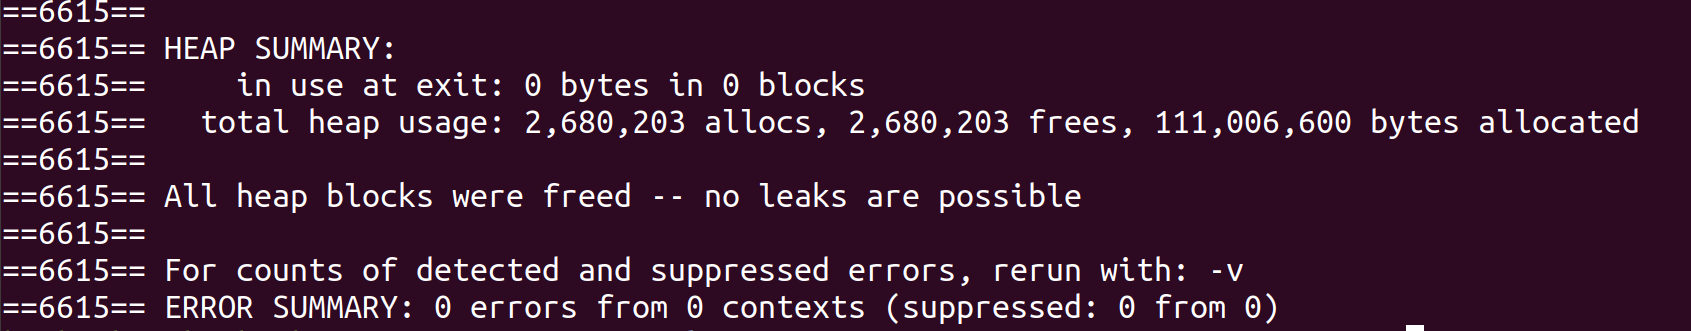 ==6615==
==6615== HEAP SUMMARY:
==6615==     in use at exit: 0 bytes in 0 blocks
==6615==   total heap usage: 2,680,203 allocs, 2,680,203 frees, 111,006,600 bytes allocated
==6615==
==6615== All heap blocks were freed -- no leaks are possible
==6615==
==6615== For counts of detected and suppressed errors, rerun with: -v
==6615== ERROR SUMMARY: 0 errors from 0 contexts (suppressed: 0 from 0)